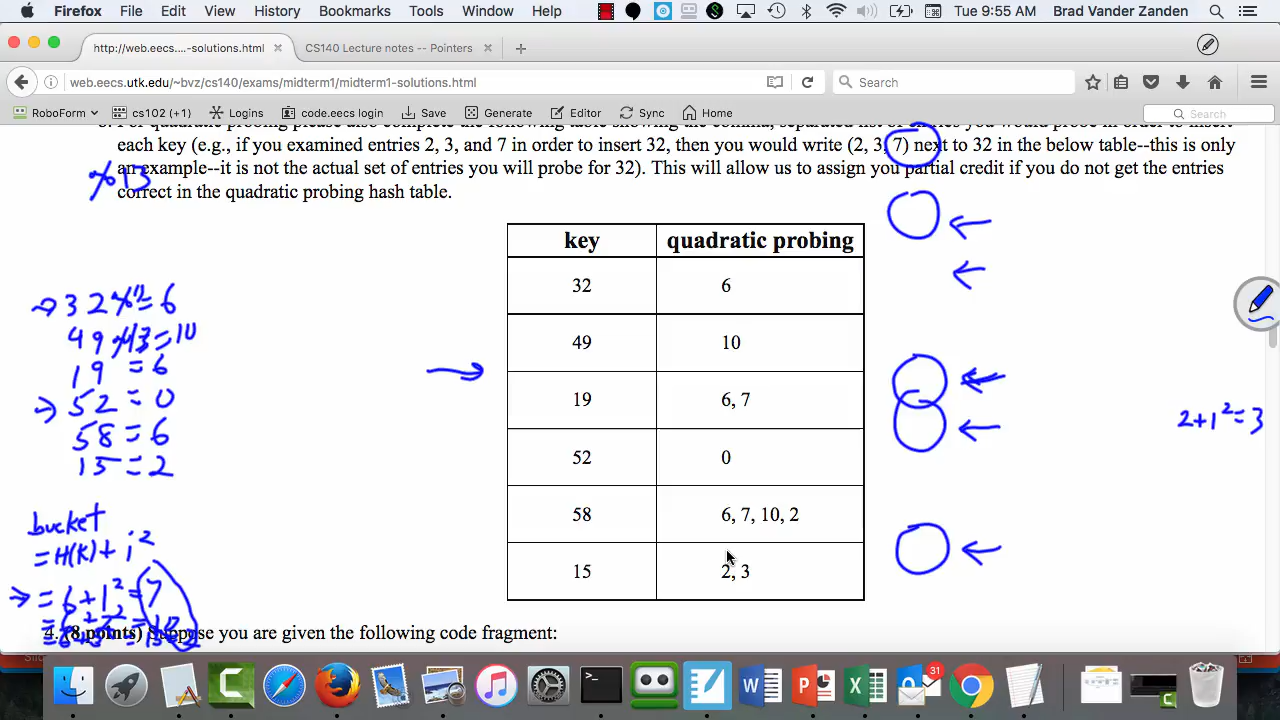 Firefox File Edit View History Bookmarks Tools Window Help Tue 9:55 AM Brad Vander Zanden
http://web.eecs....-solutions.html CS140 Lecture notes -- Pointers
web.eecs.utk.edu/~bvz/cs140/exams/midterm1/midterm1-solutions.html Search
RoboForm cs102 (+1) Logins code.eecs login Save Generate Editor Sync Home Search
each key (e.g., if you examined entries 2, 3, and 7 in order to insert 32, then you would write (2, 3, 7) next to 32 in the below table--this is only
an example--it is not the actual set of entries you will probe for 32). This will allow us to assign you partial credit if you do not get the entries
correct in the quadratic probing hash table.
%13
key quadratic probing
32 6
49 10
19 6, 7
52 0
58 6, 7, 10, 2
15 2, 3
49 %13=10
19 = 6
52 = 0
58 = 6
15 = 2
bucket
= H(K) + i²
= 6 + 1² = 7
2+1²=3
4. (8 points) Suppose you are given the following code fragment:
31